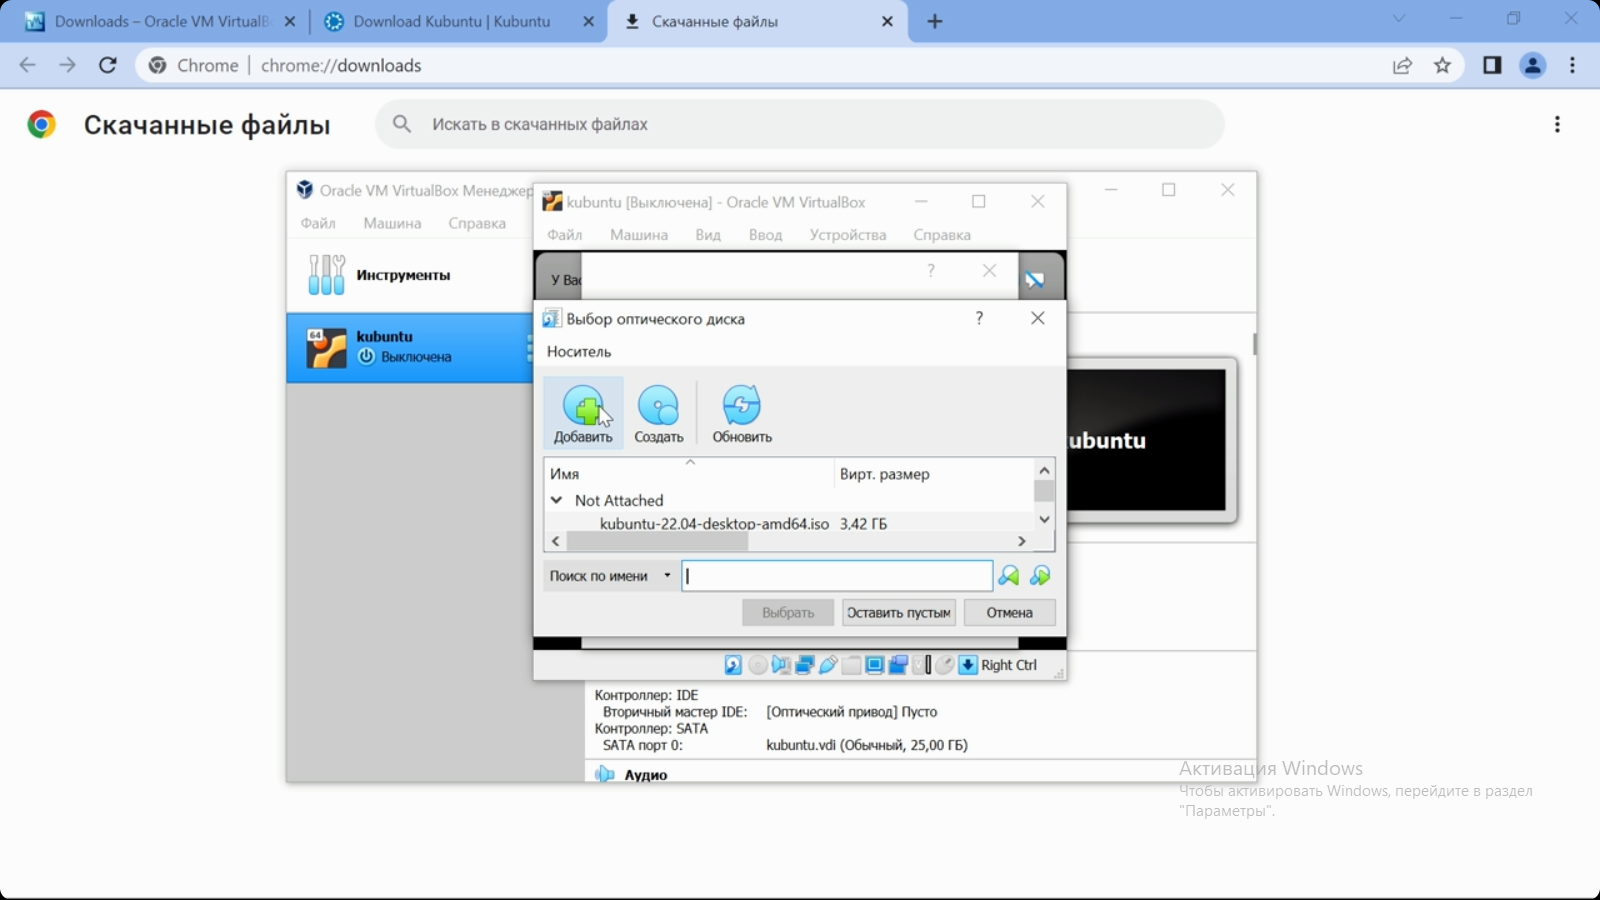 Downloads – Oracle VM VirtualB
Download Kubuntu | Kubuntu
Скачанные файлы
Chrome
chrome://downloads
Скачанные файлы
Искать в скачанных файлах
Oracle VM VirtualBox Менеджер
Файл Машина Справка
Инструменты
64
kubuntu
Выключена
kubuntu [Выключена] - Oracle VM VirtualBox
Файл Машина Вид Ввод Устройства Справка
У Вас
?
Выбор оптического диска
?
Носитель
Добавить
Создать
Обновить
Имя
Вирт. размер
Not Attached
kubuntu-22.04-desktop-amd64.iso 3,42 ГБ
Поиск по имени
Выбрать
Оставить пустым
Отмена
ubuntu
Right Ctrl
Контроллер: IDE
Вторичный мастер IDE: [Оптический привод] Пусто
Контроллер: SATA
SATA порт 0: kubuntu.vdi (Обычный, 25,00 ГБ)
Аудио
Активация Windows
Чтобы активировать Windows, перейдите в раздел
"Параметры".